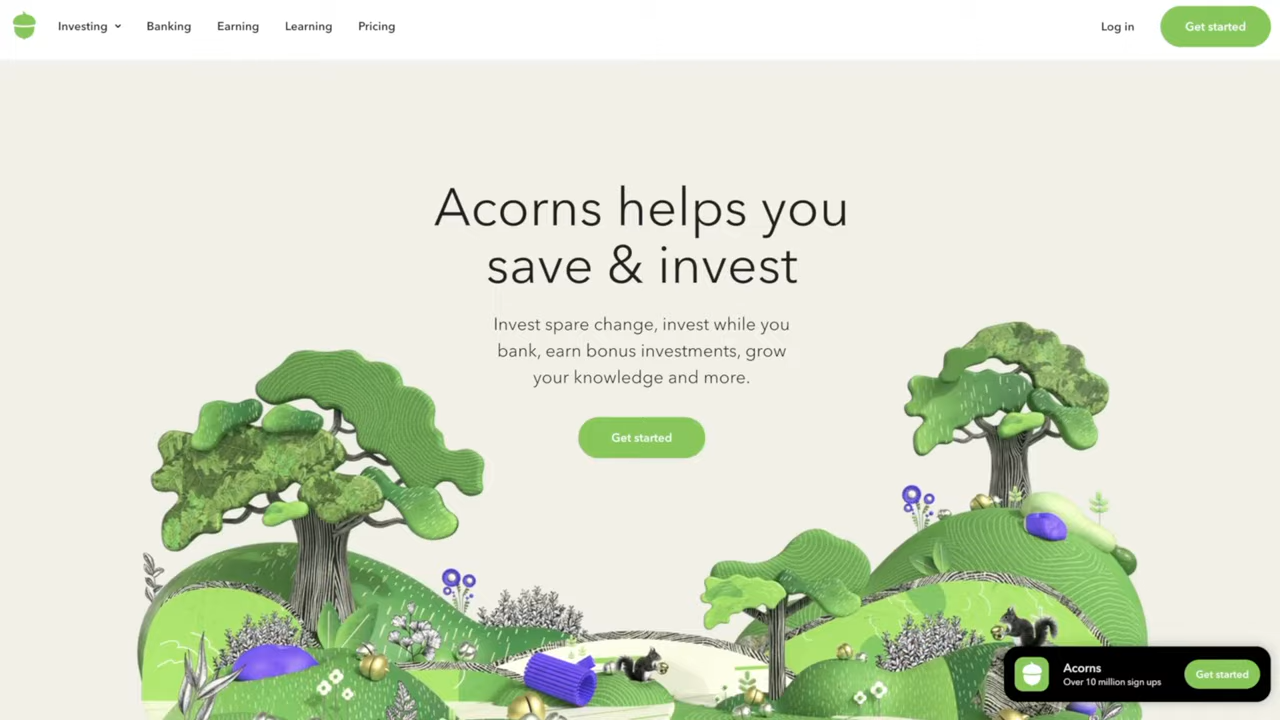 Investing
Banking
Earning
Learning
Pricing
Log in
Get started
Acorns helps you
save & invest
Invest spare change, invest while you
bank, earn bonus investments, grow
your knowledge and more.
Get started
Acorns
Over 10 million sign ups
Get started